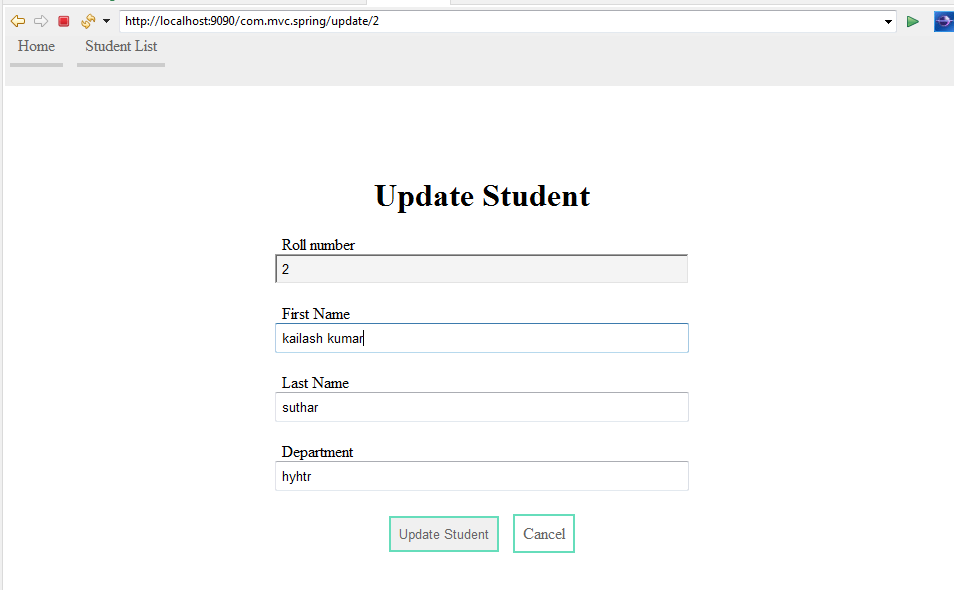 http://localhost:9090/com.mvc.spring/update/2
Home Student List
Update Student
Roll number
2
First Name
kailash kumar
Last Name
suthar
Department
hyhtr
Update Student Cancel